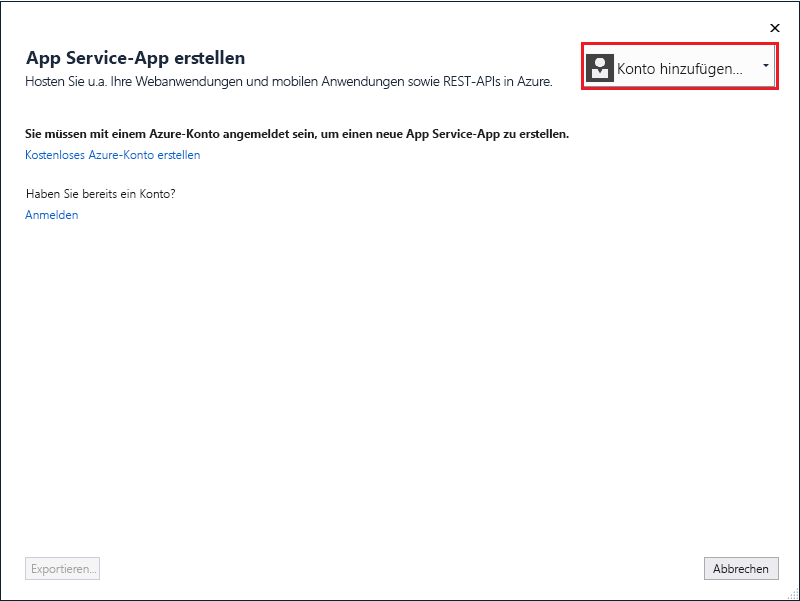 App Service-App erstellen
Hosten Sie u.a. Ihre Webanwendungen und mobilen Anwendungen sowie REST-APIs in Azure.
Konto hinzufügen...
Sie müssen mit einem Azure-Konto angemeldet sein, um einen neue App Service-App zu erstellen.
Kostenloses Azure-Konto erstellen
Haben Sie bereits ein Konto?
Anmelden
Exportieren...
Abbrechen